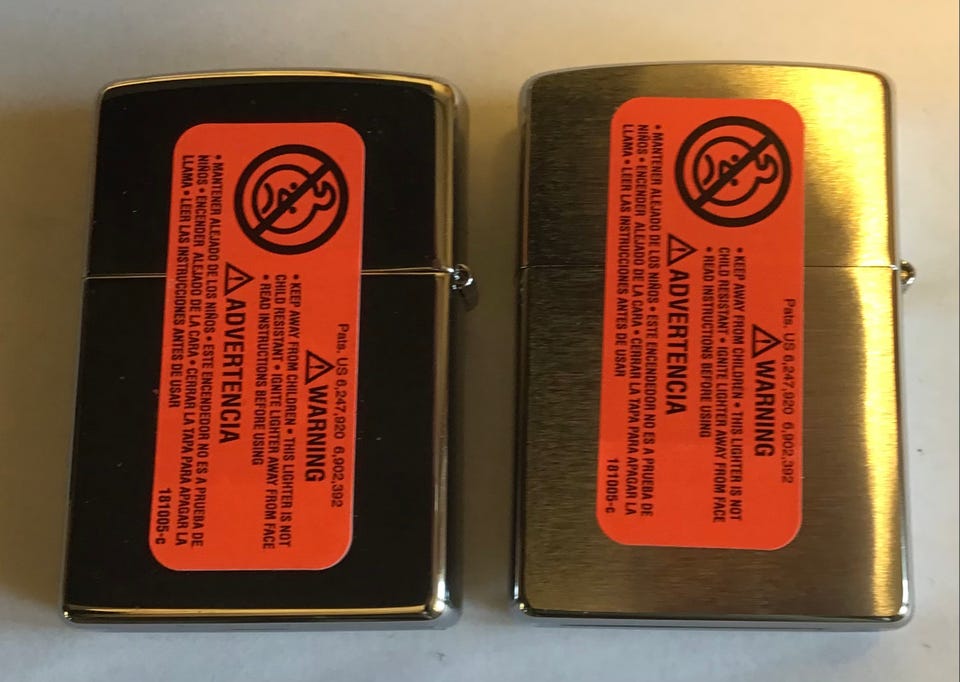 Pats. US 6,247,920 6,902,392
⚠WARNING
• KEEP AWAY FROM CHILDREN • THIS LIGHTER IS NOT
CHILD RESISTANT • IGNITE LIGHTER AWAY FROM FACE
• READ INSTRUCTIONS BEFORE USING
⚠ADVERTENCIA
• MANTENER ALEJADO DE LOS NIÑOS • ESTE ENCENDEDOR NO ES A PRUEBA DE
NIÑOS • ENCENDER ALEJADO DE LA CARA • CERRAR LA TAPA PARA APAGAR LA
LLAMA • LEER LAS INSTRUCCIONES ANTES DE USAR
181005-c
Pats. US 6,247,920 6,902,392
⚠WARNING
• KEEP AWAY FROM CHILDREN • THIS LIGHTER IS NOT
CHILD RESISTANT • IGNITE LIGHTER AWAY FROM FACE
• READ INSTRUCTIONS BEFORE USING
⚠ADVERTENCIA
• MANTENER ALEJADO DE LOS NIÑOS • ESTE ENCENDEDOR NO ES A PRUEBA DE
NIÑOS • ENCENDER ALEJADO DE LA CARA • CERRAR LA TAPA PARA APAGAR LA
LLAMA • LEER LAS INSTRUCCIONES ANTES DE USAR
181005-c